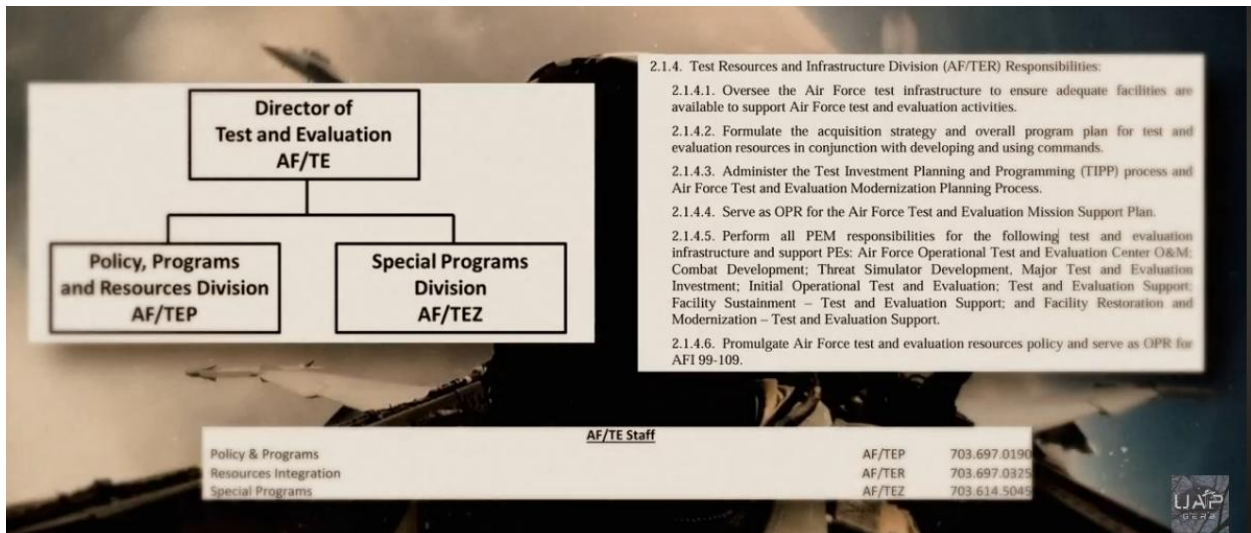 Director of
Test and Evaluation
AF/TE
Policy, Programs
and Resources Division
AF/TEP
Special Programs
Division
AF/TEZ
2.1.4. Test Resources and Infrastructure Division (AF/TER) Responsibilities:
2.1.4.1. Oversee the Air Force test infrastructure to ensure adequate facilities are
available to support Air Force test and evaluation activities.
2.1.4.2. Formulate the acquisition strategy and overall program plan for test and
evaluation resources in conjunction with developing and using commands.
2.1.4.3. Administer the Test Investment Planning and Programming (TIPP) process and
Air Force Test and Evaluation Modernization Planning Process.
2.1.4.4. Serve as OPR for the Air Force Test and Evaluation Mission Support Plan.
2.1.4.5. Perform all PEM responsibilities for the following test and evaluation
infrastructure and support PEs: Air Force Operational Test and Evaluation Center O&M;
Combat Development; Threat Simulator Development, Major Test and Evaluation
Investment; Initial Operational Test and Evaluation; Test and Evaluation Support;
Facility Sustainment – Test and Evaluation Support; and Facility Restoration and
Modernization – Test and Evaluation Support.
2.1.4.6. Promulgate Air Force test and evaluation resources policy and serve as OPR for
AFI 99-109.
AF/TE Staff
Policy & Programs AF/TEP 703.697.0190
Resources Integration AF/TER 703.697.0325
Special Programs AF/TEZ 703.614.5045
UAP
GERB